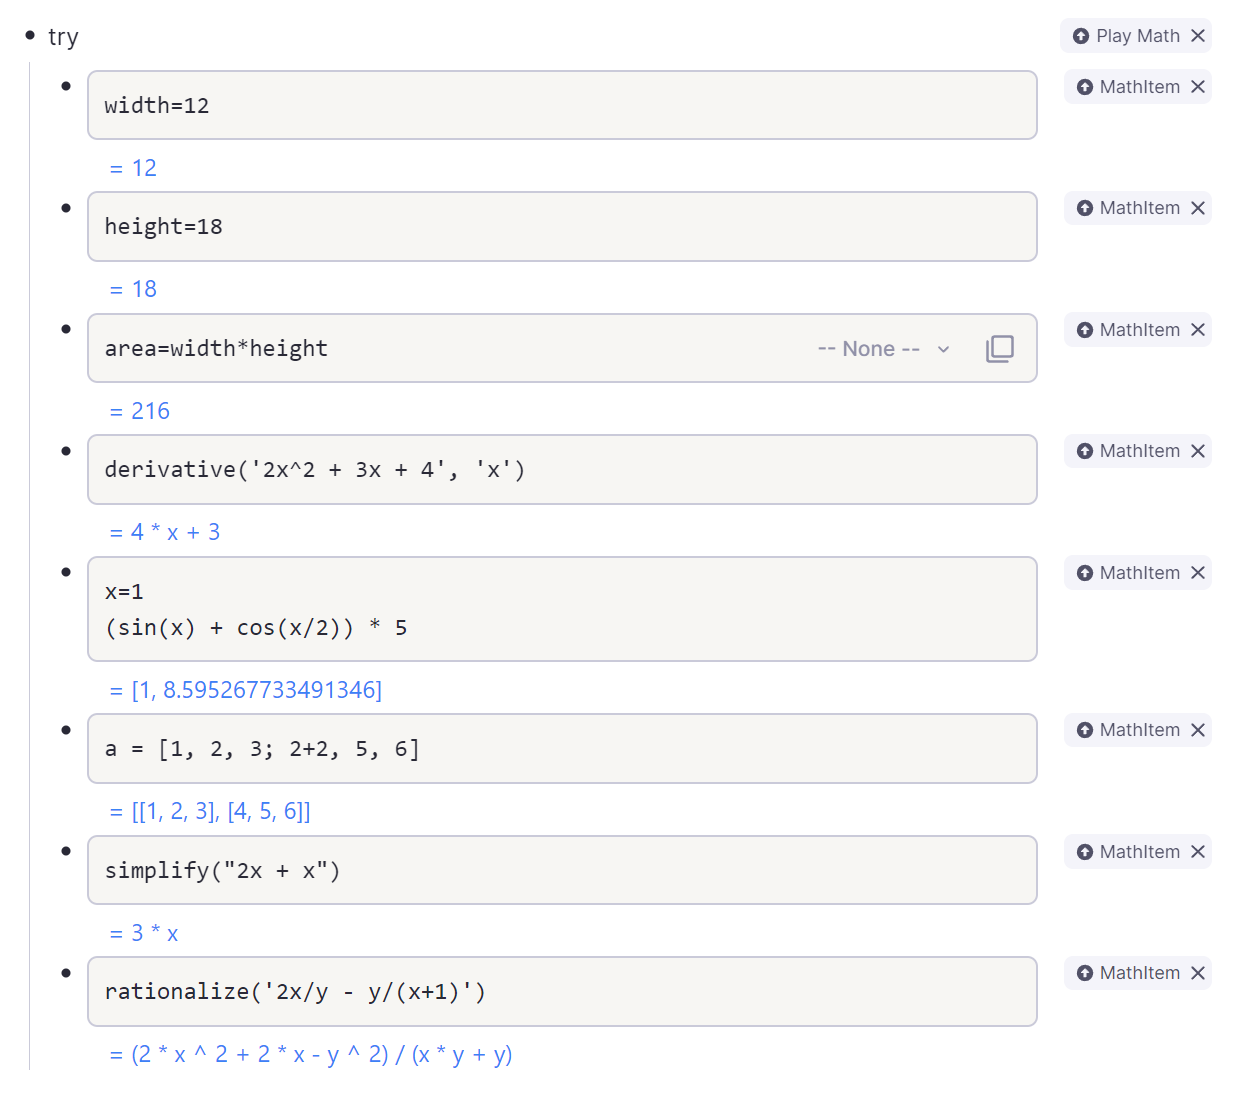 try
Play Math
width=12
MathItem
= 12
height=18
MathItem
= 18
area=width*height
-- None --
MathItem
= 216
derivative('2x^2 + 3x + 4', 'x')
MathItem
= 4 * x + 3
x=1
MathItem
(sin(x) + cos(x/2)) * 5
= [1, 8.595267733491346]
a = [1, 2, 3; 2+2, 5, 6]
MathItem
= [[1, 2, 3], [4, 5, 6]]
simplify("2x + x")
MathItem
= 3 * x
rationalize('2x/y - y/(x+1)')
MathItem
= (2 * x ^ 2 + 2 * x - y ^ 2) / (x * y + y)